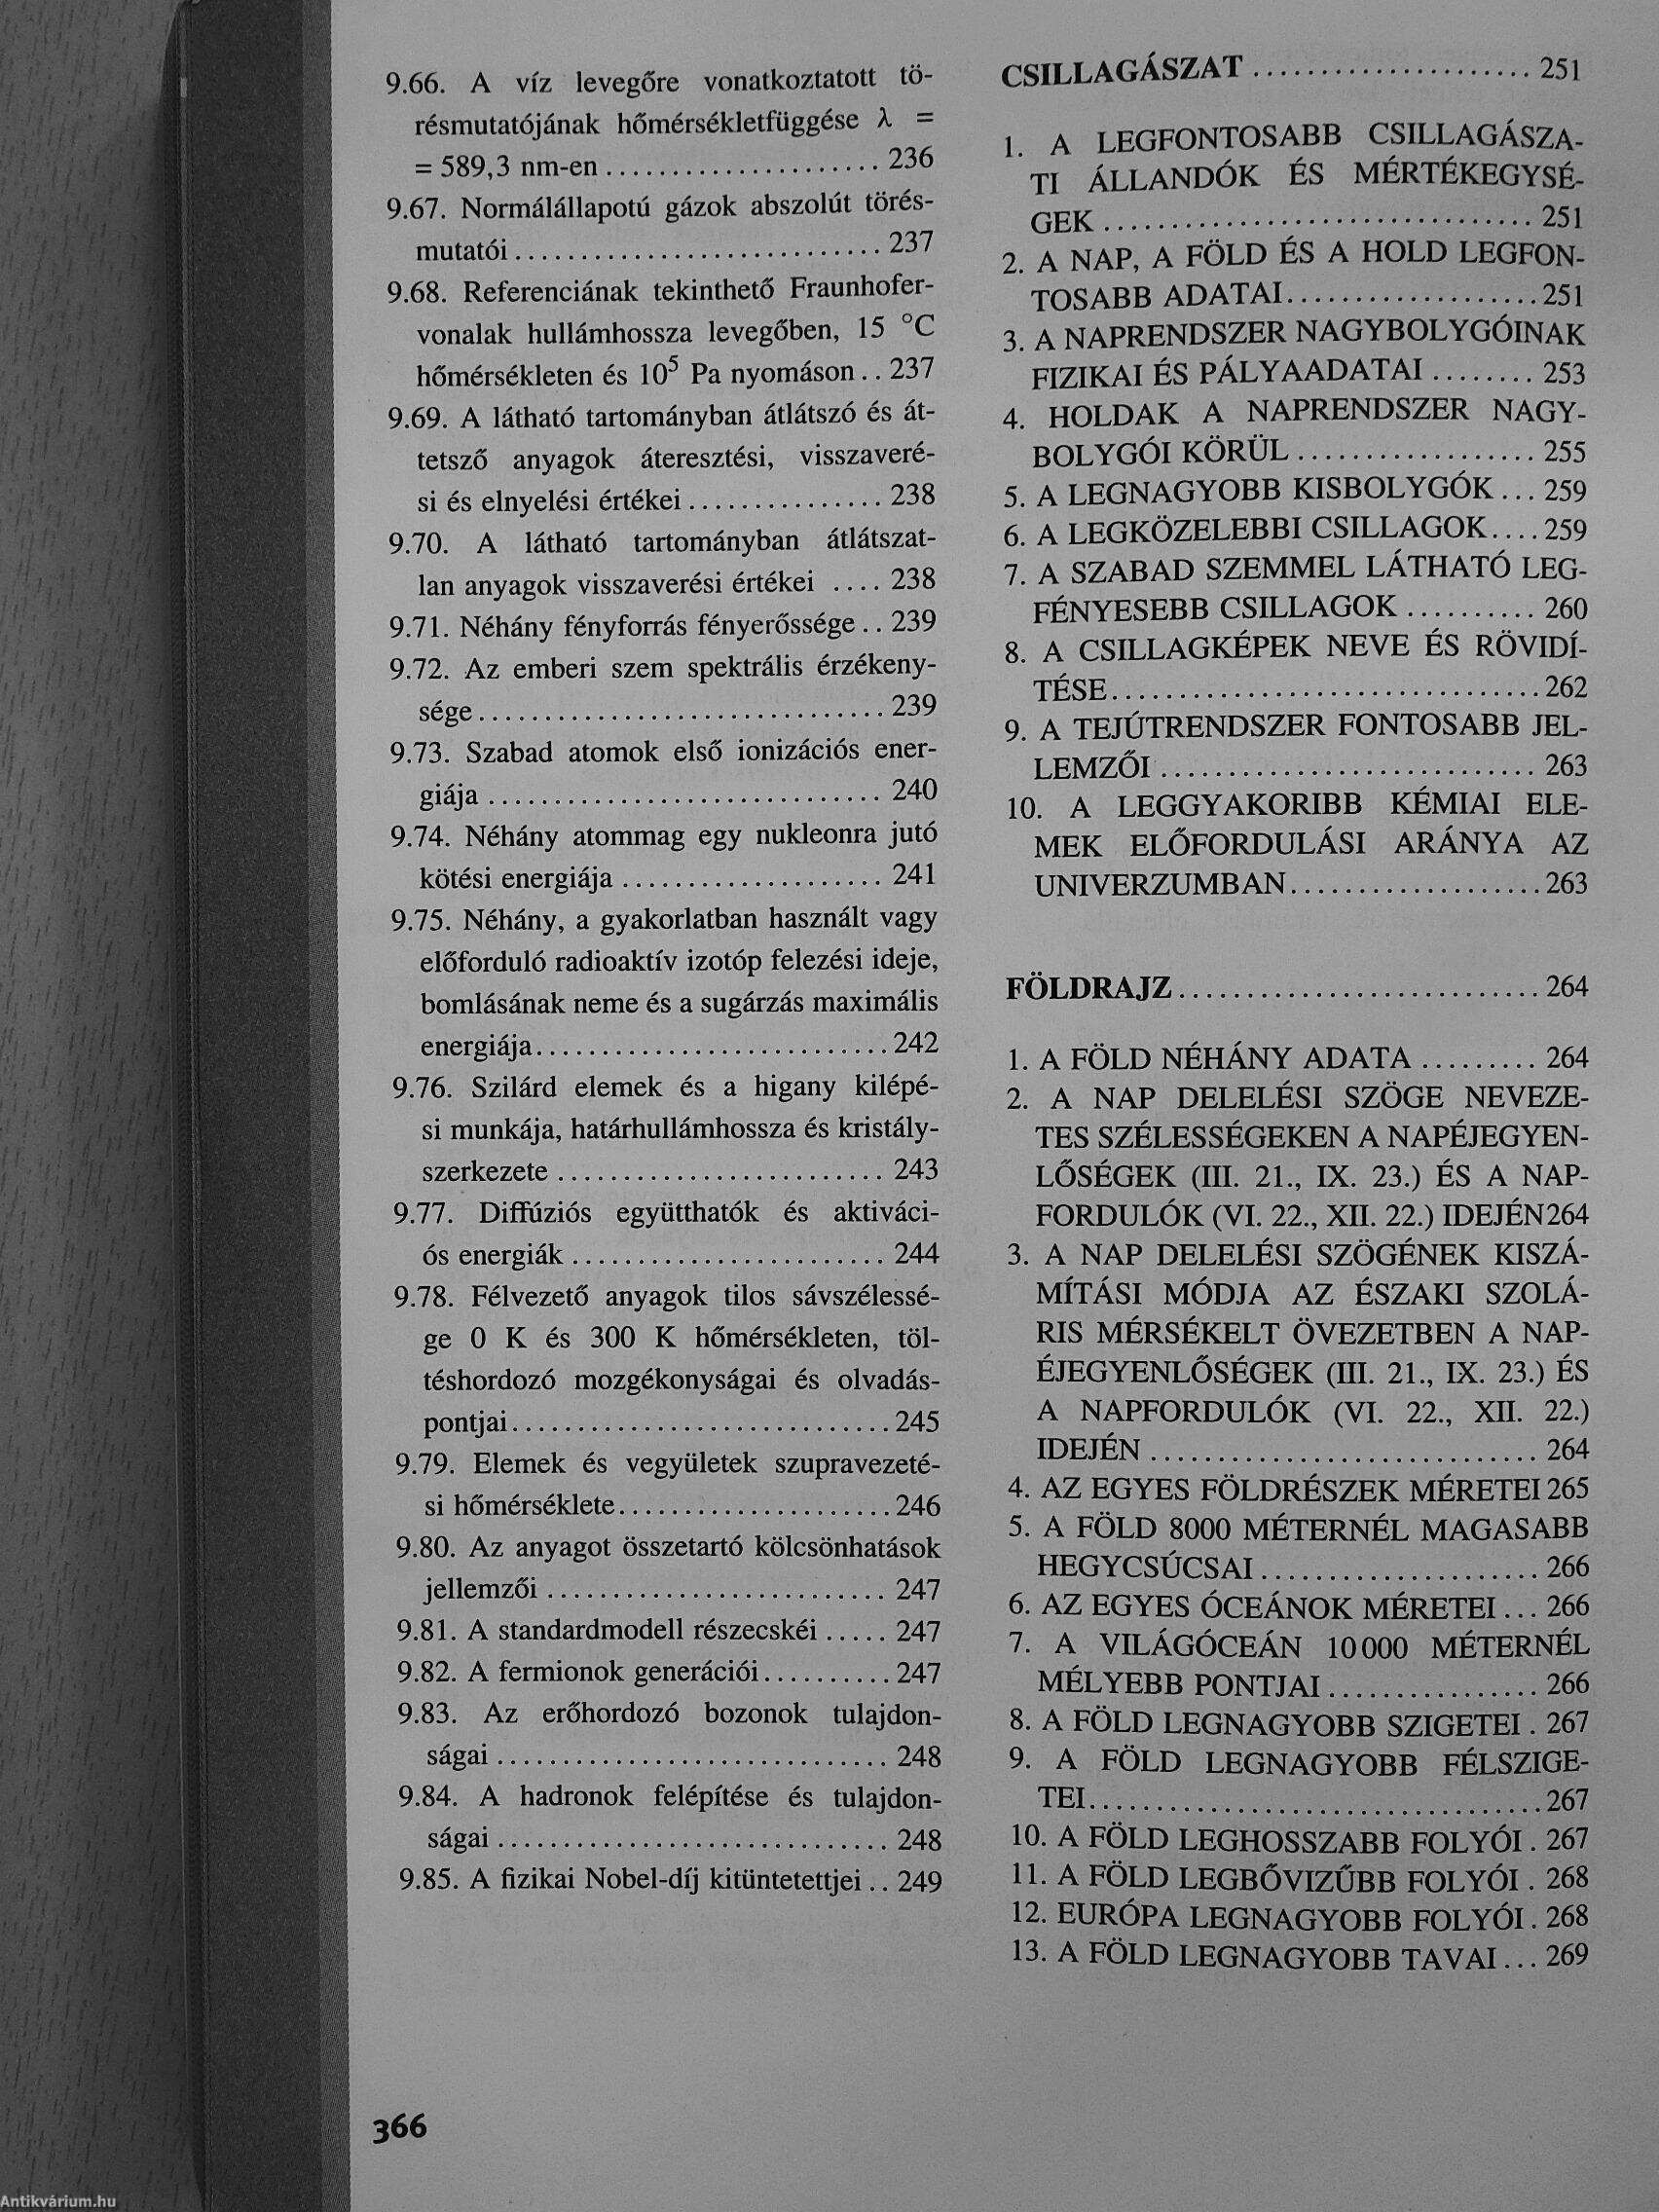 9.66. A víz levegőre vonatkoztatott tö-
résmutatójának hőmérsékletfüggése λ =
= 589,3 nm-en ..................... 236
9.67. Normálállapotú gázok abszolút törés-
mutatói ............................ 237
9.68. Referenciának tekinthető Fraunhofer-
vonalak hullámhossza levegőben, 15 °C
hőmérsékleten és 10⁵ Pa nyomáson .. 237
9.69. A látható tartományban átlátszó és át-
tetsző anyagok áteresztési, visszaveré-
si és elnyelési értékei ............... 238
9.70. A látható tartományban átlátszat-
lan anyagok visszaverési értékei .... 238
9.71. Néhány fényforrás fényerőssége .. 239
9.72. Az emberi szem spektrális érzékeny-
sége ............................... 239
9.73. Szabad atomok első ionizációs ener-
giája .............................. 240
9.74. Néhány atommag egy nukleonra jutó
kötési energiája .................... 241
9.75. Néhány, a gyakorlatban használt vagy
előforduló radioaktív izotóp felezési ideje,
bomlásának neme és a sugárzás maximális
energiája ........................... 242
9.76. Szilárd elemek és a higany kilépé-
si munkája, határhullámhossza és kristály-
szerkezete ......................... 243
9.77. Diffúziós együtthatók és aktiváci-
ós energiák ........................ 244
9.78. Félvezető anyagok tilos sávszélessé-
ge 0 K és 300 K hőmérsékleten, töl-
téshordozó mozgékonyságai és olvadás-
pontjai ............................. 245
9.79. Elemek és vegyületek szupravezeté-
si hőmérséklete ..................... 246
9.80. Az anyagot összetartó kölcsönhatások
jellemzői .......................... 247
9.81. A standardmodell részecskéi ..... 247
9.82. A fermionok generációi .......... 247
9.83. Az erőhordozó bozonok tulajdon-
ságai .............................. 248
9.84. A hadronok felépítése és tulajdon-
ságai .............................. 248
9.85. A fizikai Nobel-díj kitüntetettjei .. 249
CSILLAGÁSZAT ..................... 251
1. A LEGFONTOSABB CSILLAGÁSZA-
TI ÁLLANDÓK ÉS MÉRTÉKEGYSÉ-
GEK ................................ 251
2. A NAP, A FÖLD ÉS A HOLD LEGFON-
TOSABB ADATAI ................... 251
3. A NAPRENDSZER NAGYBOLYGÓINAK
FIZIKAI ÉS PÁLYAADATAI ........ 253
4. HOLDAK A NAPRENDSZER NAGY-
BOLYGÓI KÖRÜL .................. 255
5. A LEGNAGYOBB KISBOLYGÓK ... 259
6. A LEGKÖZELEBBI CSILLAGOK .... 259
7. A SZABAD SZEMMEL LÁTHATÓ LEG-
FÉNYESEBB CSILLAGOK .......... 260
8. A CSILLAGKÉPEK NEVE ÉS RÖVIDÍ-
TÉSE ................................ 262
9. A TEJÚTRENDSZER FONTOSABB JEL-
LEMZŐI ............................ 263
10. A LEGGYAKORIBB KÉMIAI ELE-
MEK ELŐFORDULÁSI ARÁNYA AZ
UNIVERZUMBAN ................... 263
FÖLDRAJZ ........................... 264
1. A FÖLD NÉHÁNY ADATA ......... 264
2. A NAP DELELÉSI SZÖGE NEVEZE-
TES SZÉLESSÉGEKEN A NAPÉJEGYEN-
LŐSÉGEK (III. 21., IX. 23.) ÉS A NAP-
FORDULÓK (VI. 22., XII. 22.) IDEJÉN 264
3. A NAP DELELÉSI SZÖGÉNEK KISZÁ-
MÍTÁSI MÓDJA AZ ÉSZAKI SZOLÁ-
RIS MÉRSÉKELT ÖVEZETBEN A NAP-
ÉJEGYENLŐSÉGEK (III. 21., IX. 23.) ÉS
A NAPFORDULÓK (VI. 22., XII. 22.)
IDEJÉN ............................. 264
4. AZ EGYES FÖLDRÉSZEK MÉRETEI 265
5. A FÖLD 8000 MÉTERNÉL MAGASABB
HEGYCSÚCSAI ..................... 266
6. AZ EGYES ÓCEÁNOK MÉRETEI ... 266
7. A VILÁGÓCEÁN 10 000 MÉTERNÉL
MÉLYEBB PONTJAI ................ 266
8. A FÖLD LEGNAGYOBB SZIGETEI . 267
9. A FÖLD LEGNAGYOBB FÉLSZIGE-
TEI .................................. 267
10. A FÖLD LEGHOSSZABB FOLYÓI . 267
11. A FÖLD LEGBŐVIZŰBB FOLYÓI . 268
12. EURÓPA LEGNAGYOBB FOLYÓI . 268
13. A FÖLD LEGNAGYOBB TAVAI ... 269
366
Antikvárium.hu